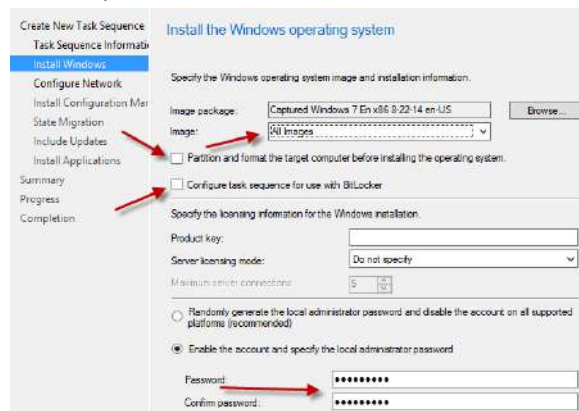 Create New Task Sequence
Task Sequence Informati
Install Windows
Configure Network
Install Configuration Mar
State Migration
Include Updates
Install Applications
Summary
Progress
Completion
Install the Windows operating system
Specify the Windows operating system image and installation information.
Image package: Captured Windows 7 En x86 8-22-14 en-US Browse...
Image: All Images
Partition and format the target computer before installing the operating system.
Configure task sequence for use with BitLocker
Specify the licensing information for the Windows installation.
Product key:
Server licensing mode: Do not specify
Maximum server connections: 5
Randomly generate the local administrator password and disable the account on all supported
platforms (recommended)
Enable the account and specify the local administrator password
Password: •••••••••
Confirm password: •••••••••